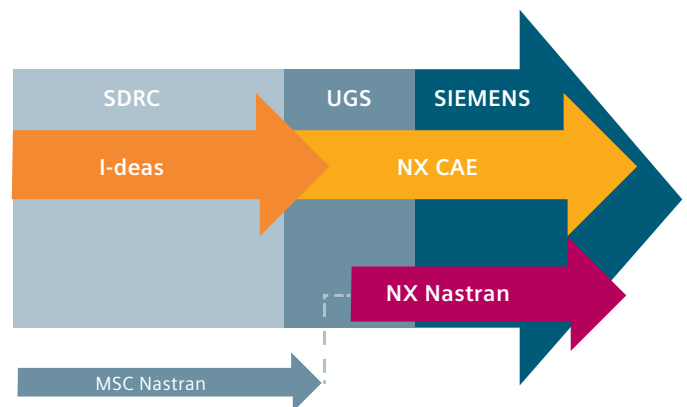 SDRC
UGS
SIEMENS
I-deas
NX CAE
NX Nastran
MSC Nastran